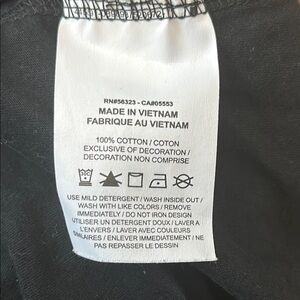 RN#56323 - CA#05553
MADE IN VIETNAM
FABRIQUE AU VIETNAM
100% COTTON / COTON
EXCLUSIVE OF DECORATION /
DECORATION NON COMPRISE
USE MILD DETERGENT / WASH INSIDE OUT /
WASH WITH LIKE COLORS / REMOVE
IMMEDIATELY / DO NOT IRON DESIGN
UTILISER UN DETERGENT DOUX / LAVER A
L'ENVERS / LAVER AVEC COULEURS
SIMILAIRES / ENLEVER IMMEDIATEMENT / NE
PAS REPASSER LE DESSIN